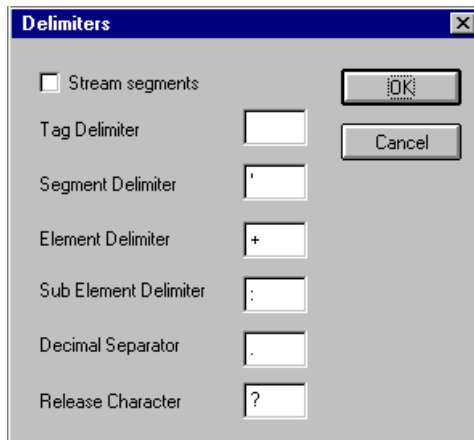 Delimiters
Stream segments
OK
Tag Delimiter
Cancel
Segment Delimiter '
Element Delimiter +
Sub Element Delimiter :
Decimal Separator .
Release Character ?